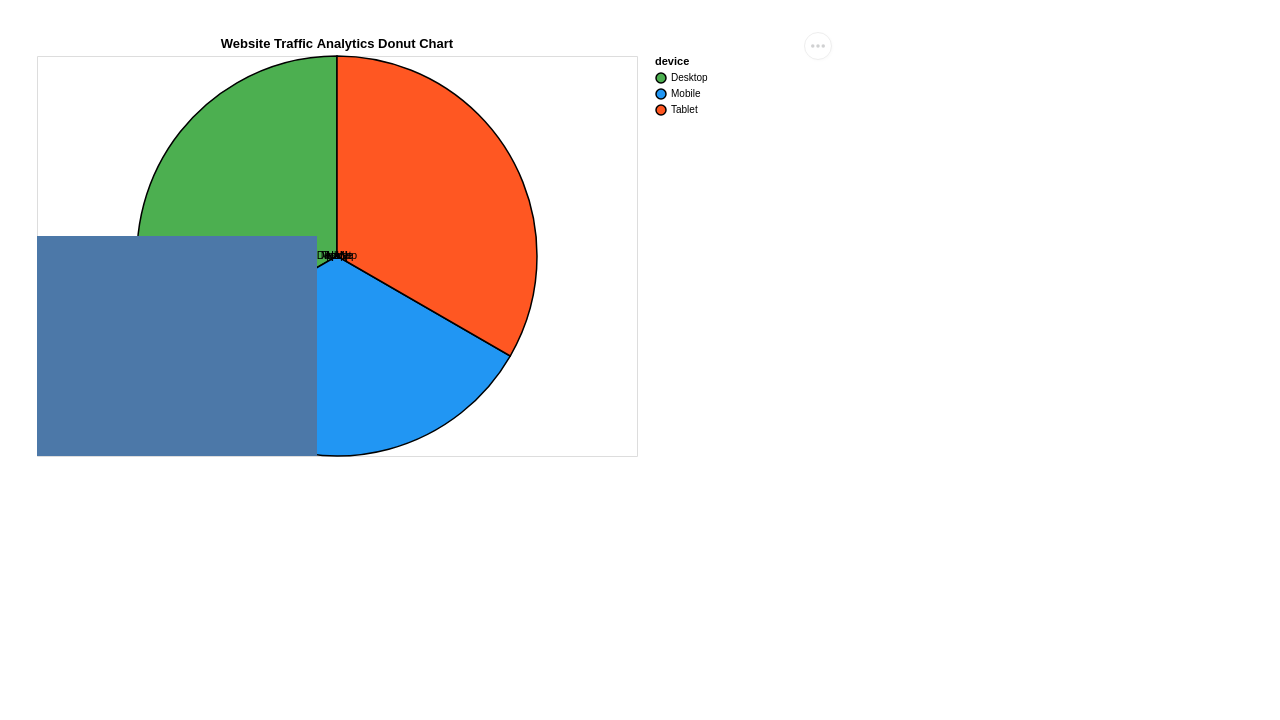 Website Traffic Analytics Donut Chart
device
Desktop
Mobile
Tablet